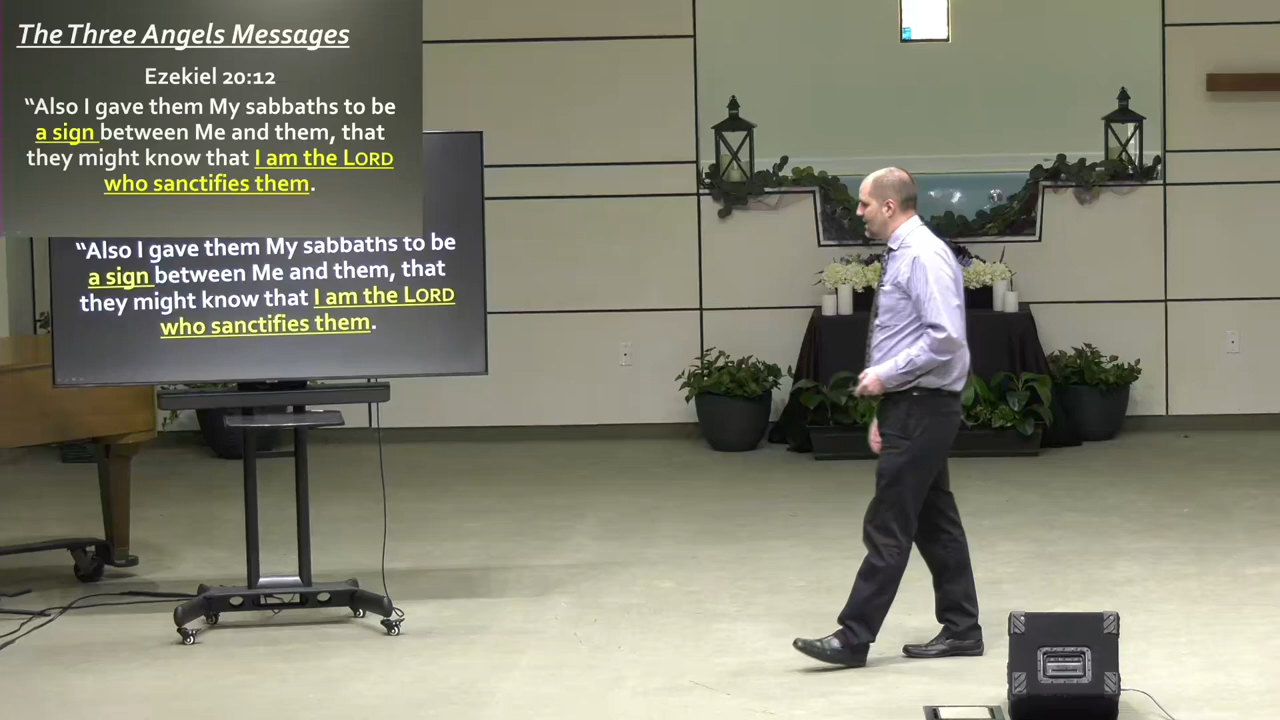 The Three Angels Messages
Ezekiel 20:12
“Also I gave them My sabbaths to be
a sign between Me and them, that
they might know that I am the LORD
who sanctifies them.
“Also I gave them My sabbaths to be
a sign between Me and them, that
they might know that I am the LORD
who sanctifies them.